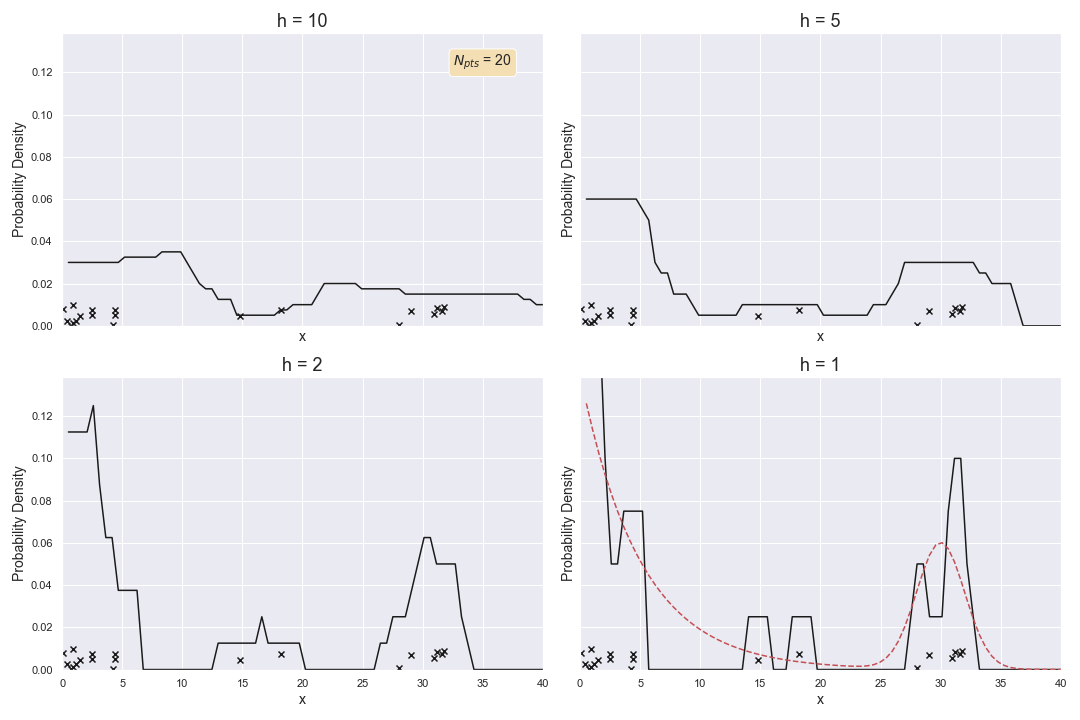 h = 10
h = 5
N_pts = 20
Probability Density
0.12
0.10
0.08
0.06
0.04
0.02
0.00
x
Probability Density
x
h = 2
h = 1
Probability Density
0.12
0.10
0.08
0.06
0.04
0.02
0.00
0 5 10 15 20 25 30 35 40
x
Probability Density
0 5 10 15 20 25 30 35 40
x